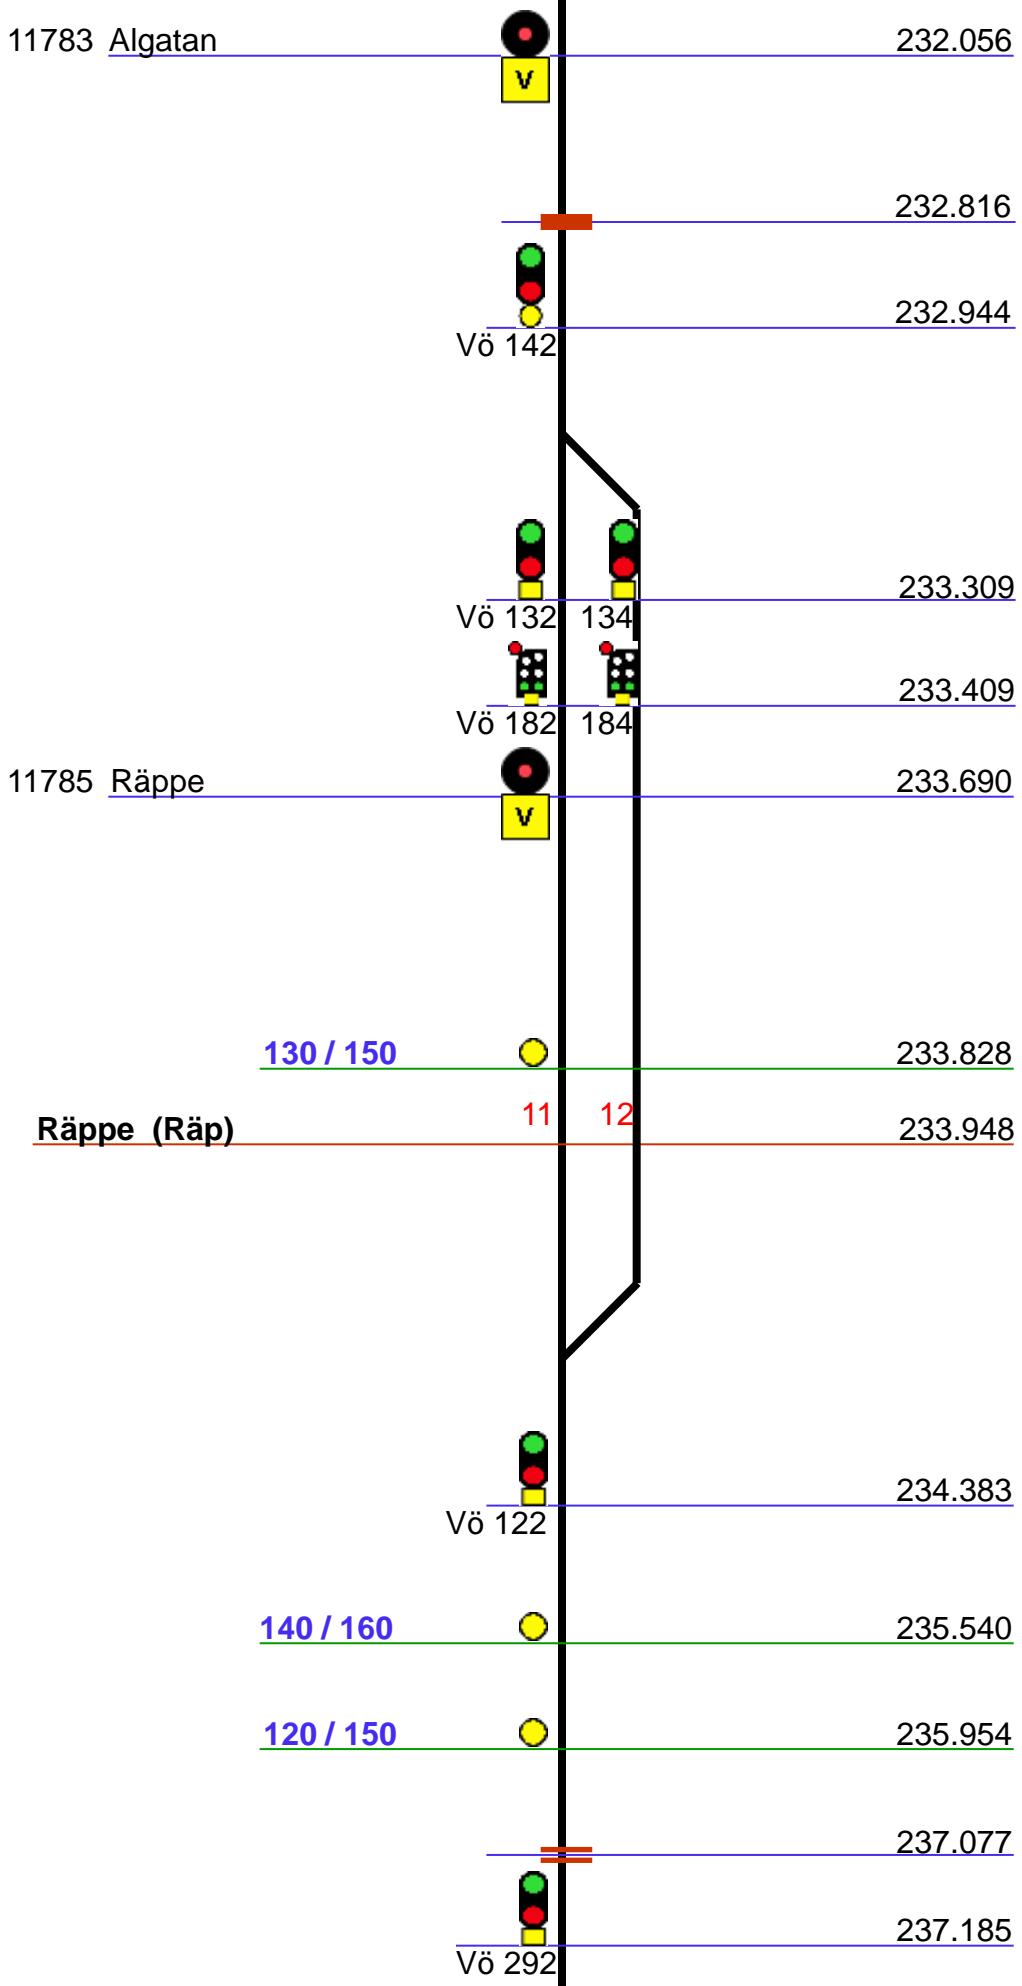 11783 Algatan 232.056
V
232.816
232.944
Vö 142
233.309
Vö 132 134
233.409
Vö 182 184
11785 Räppe 233.690
V
130 / 150 233.828
11 12
Räppe (Räp) 233.948
234.383
Vö 122
140 / 160 235.540
120 / 150 235.954
237.077
237.185
Vö 292